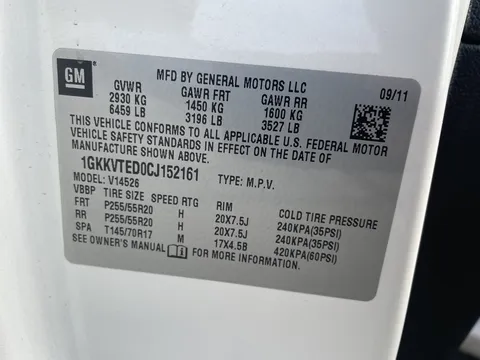 GM
MFD BY GENERAL MOTORS LLC
09/11
GVWR GAWR FRT GAWR RR
2930 KG 1450 KG 1600 KG
6459 LB 3196 LB 3527 LB
THIS VEHICLE CONFORMS TO ALL APPLICABLE U.S. FEDERAL MOTOR
VEHICLE SAFETY STANDARDS IN EFFECT ON THE DATE OF
MANUFACTURE SHOWN ABOVE.
1GKKVTED0CJ152161 TYPE: M.P.V.
MODEL: V14526
VBBP TIRE SIZE SPEED RTG RIM COLD TIRE PRESSURE
FRT P255/55R20 H 20X7.5J 240KPA(35PSI)
RR P255/55R20 H 20X7.5J 240KPA(35PSI)
SPA T145/70R17 M 17X4.5B 420KPA(60PSI)
SEE OWNER'S MANUAL FOR MORE INFORMATION.